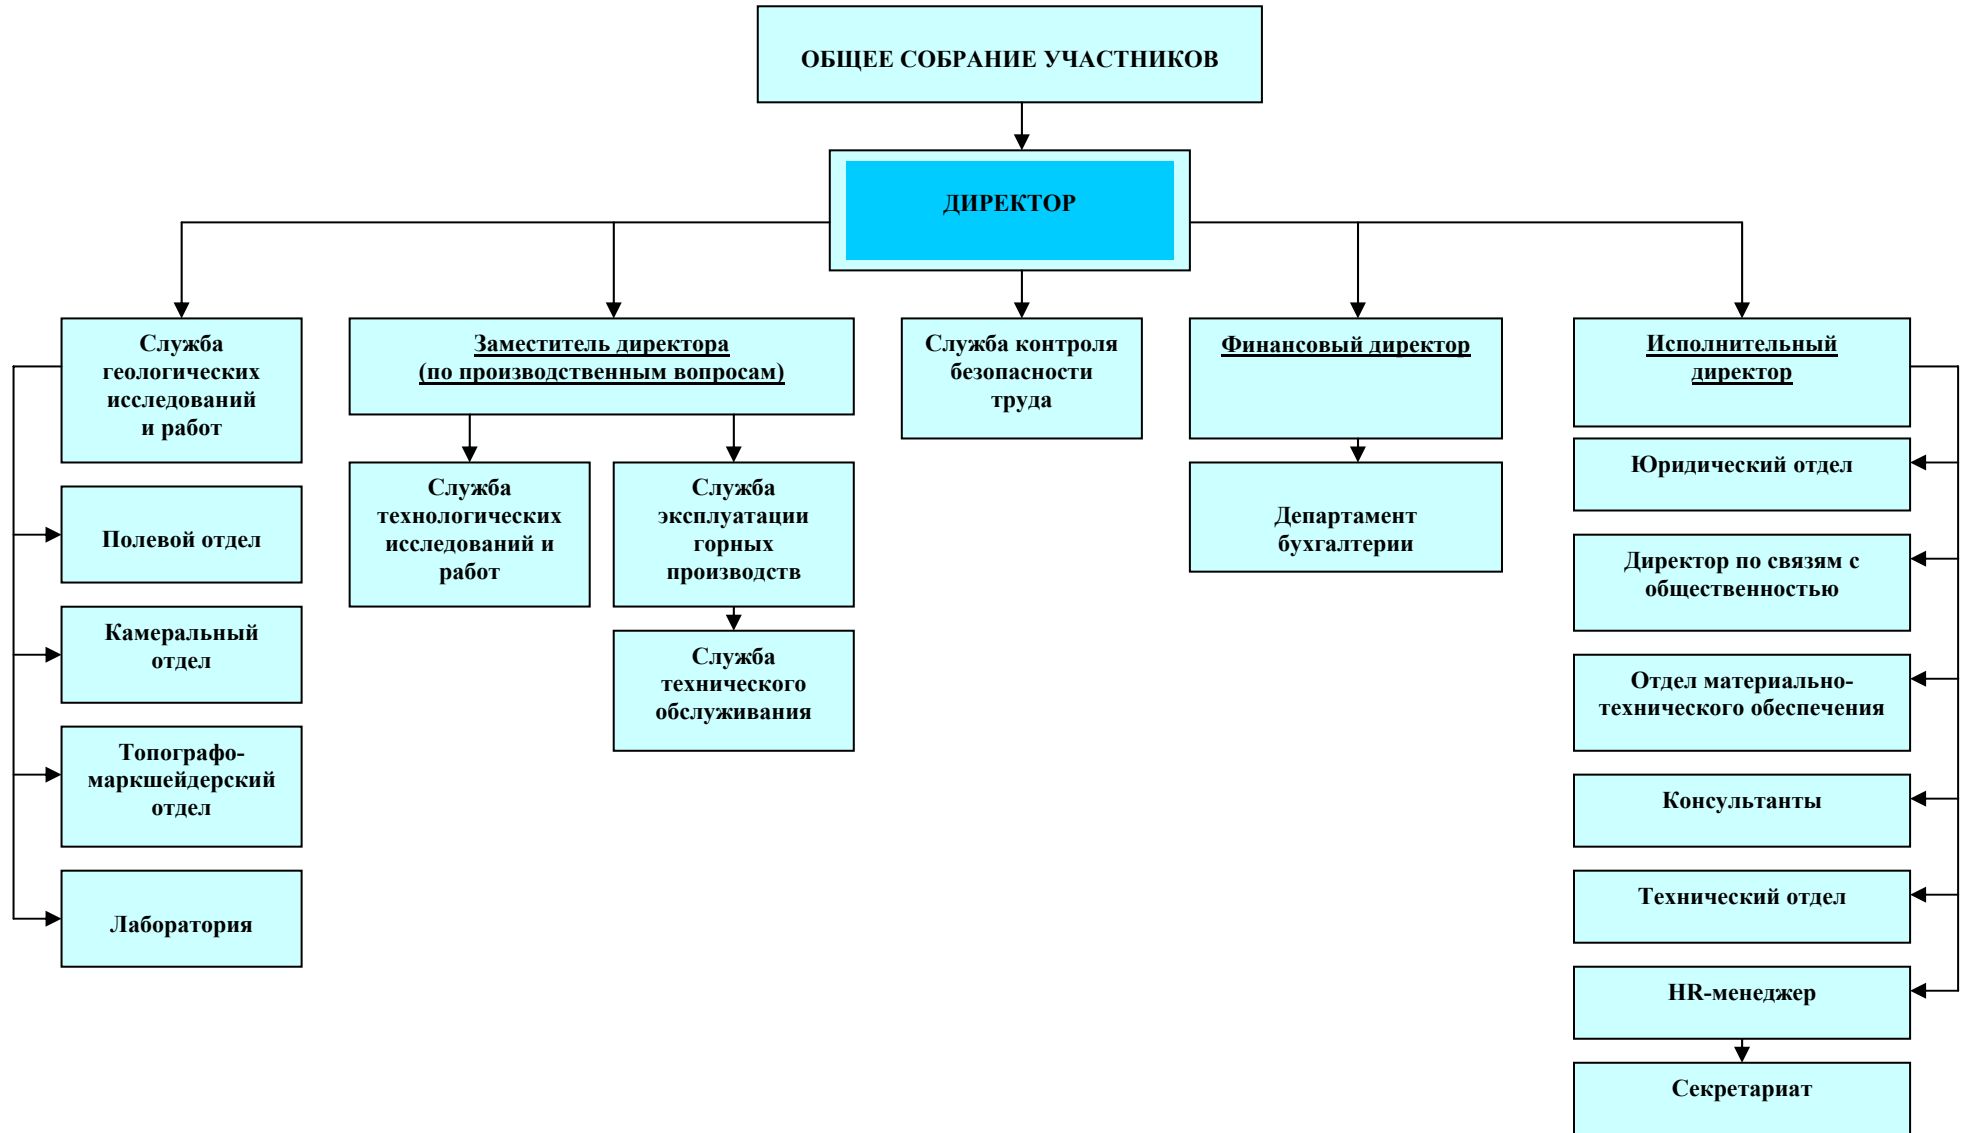 ОБЩЕЕ СОБРАНИЕ УЧАСТНИКОВ
ДИРЕКТОР
Служба
геологических
исследований
и работ
Полевой отдел
Камеральный
отдел
Топографо-
маркшейдерский
отдел
Лаборатория
Заместитель директора
(по производственным вопросам)
Служба
технологических
исследований и
работ
Служба
эксплуатации
горных
производств
Служба
технического
обслуживания
Служба контроля
безопасности
труда
Финансовый директор
Департамент
бухгалтерии
Исполнительный
директор
Юридический отдел
Директор по связям с
общественностью
Отдел материально-
технического обеспечения
Консультанты
Технический отдел
HR-менеджер
Секретариат